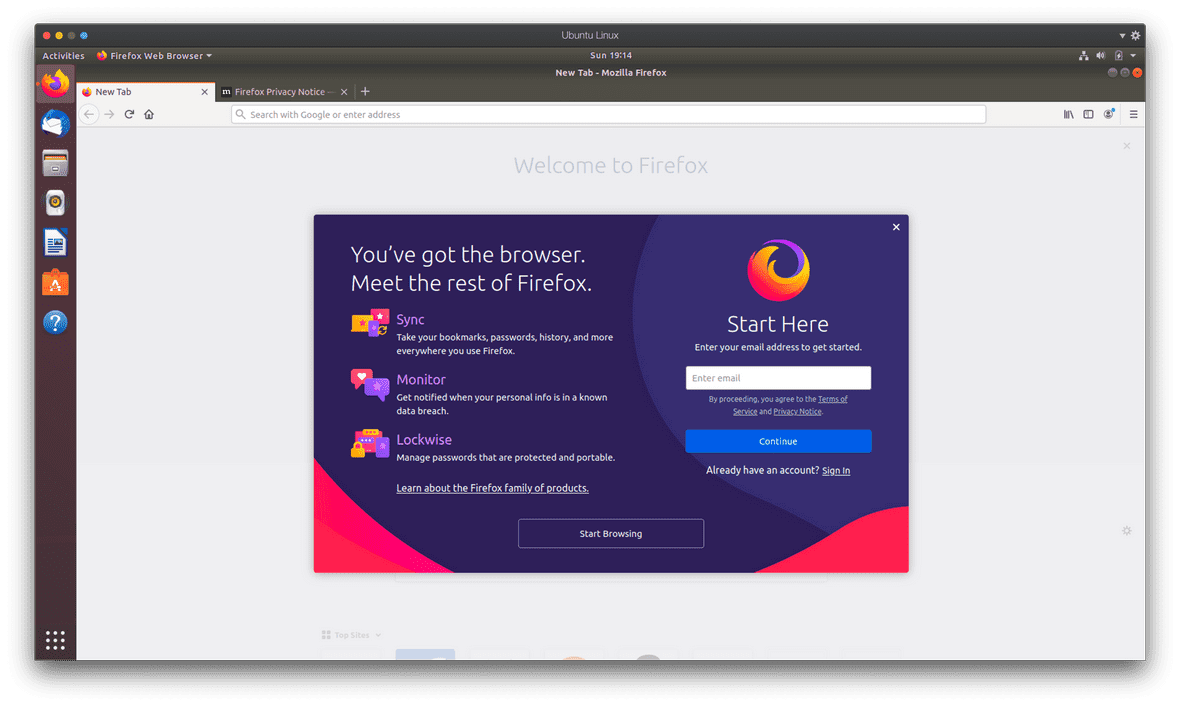 Ubuntu Linux
Activities Firefox Web Browser
Sun 19:14
New Tab - Mozilla Firefox
New Tab
m Firefox Privacy Notice —
Search with Google or enter address
Welcome to Firefox
You’ve got the browser.
Meet the rest of Firefox.
Sync
Take your bookmarks, passwords, history, and more
everywhere you use Firefox.
Monitor
Get notified when your personal info is in a known
data breach.
Lockwise
Manage passwords that are protected and portable.
Learn about the Firefox family of products.
Start Here
Enter your email address to get started.
Enter email
By proceeding, you agree to the Terms of
Service and Privacy Notice.
Continue
Already have an account? Sign In
Start Browsing
Top Sites